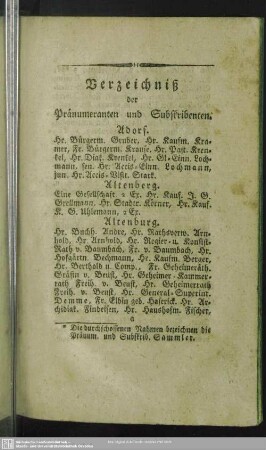 Verzeichniß
der
Pränumeranten und Subskribenten.
Adorf.
Hr. Bürgerm. Gruber, Hr. Kaufm. Kra-
mer, Fr. Bürgerm. Krause, Hr. Past. Kren-
kel, Hr. Diak. Krenkel, Hr. Gl. Einn. Loch-
mann, sen. Hr. Accis-Einn. Lochmann,
jun. Hr. Accis-Visit. Stark.
Altenberg.
Eine Gesellschaft 2 Ex. Hr. Kauf. J. G.
Grellmann, Hr. Stadtr. Körner, Hr. Kauf.
K. G. Uhlemann, 2 Ex.
Altenburg.
Hr. Buchh. Andre, Hr. Rathsverw. Arn-
hold, Hr Arnhold, Hr. Regier- u. Konsist.
Rath v. Baumbach, Fr. v. Baumbach, Hr.
Hofgärtn. Bechmann, Hr. Kaufm. Berger,
Hr. Berthold u. Comp., Fr. Geheimeräth.
Gräfin v. Beust, Hr. Geheimer-Kammer-
rath Freih. v. Beust, Hr. Geheimerrath
Freih. v. Beust, Hr. General-Superint.
Demme, Fr. Elbin geb. Haserick, Hr. Ar-
chidiak. Findeisen, Hr. Haushofm. Fischer,
a
* Die durchschossenen Nahmen bezeichnen die
Pränum. und Subskrib. Sammler.